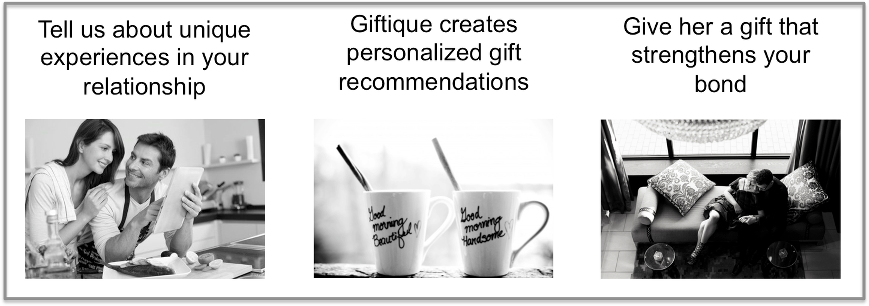 Tell us about unique
experiences in your
relationship
Giftique creates
personalized gift
recommendations
Give her a gift that
strengthens your
bond
Good
morning
Beautiful
Good
morning
Handsome